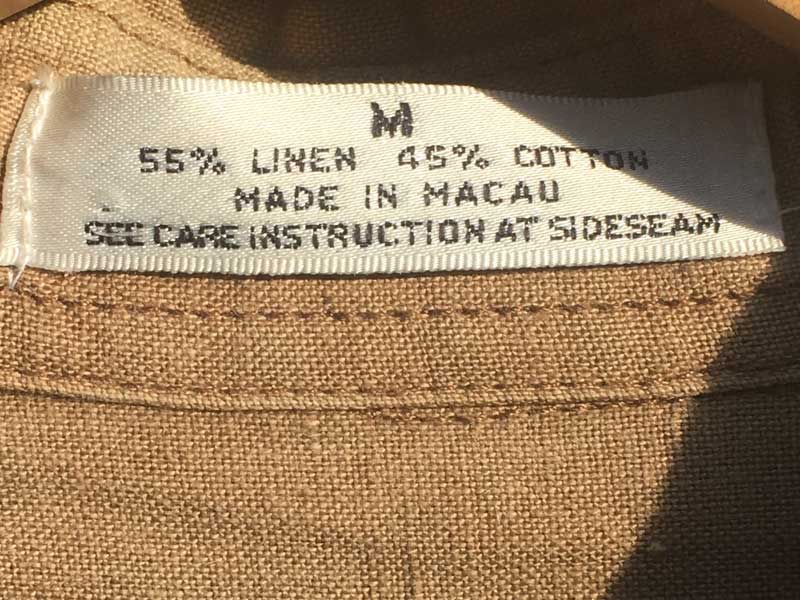 M
55% LINEN 45% COTTON
MADE IN MACAU
SEE CARE INSTRUCTION AT SIDESEAM